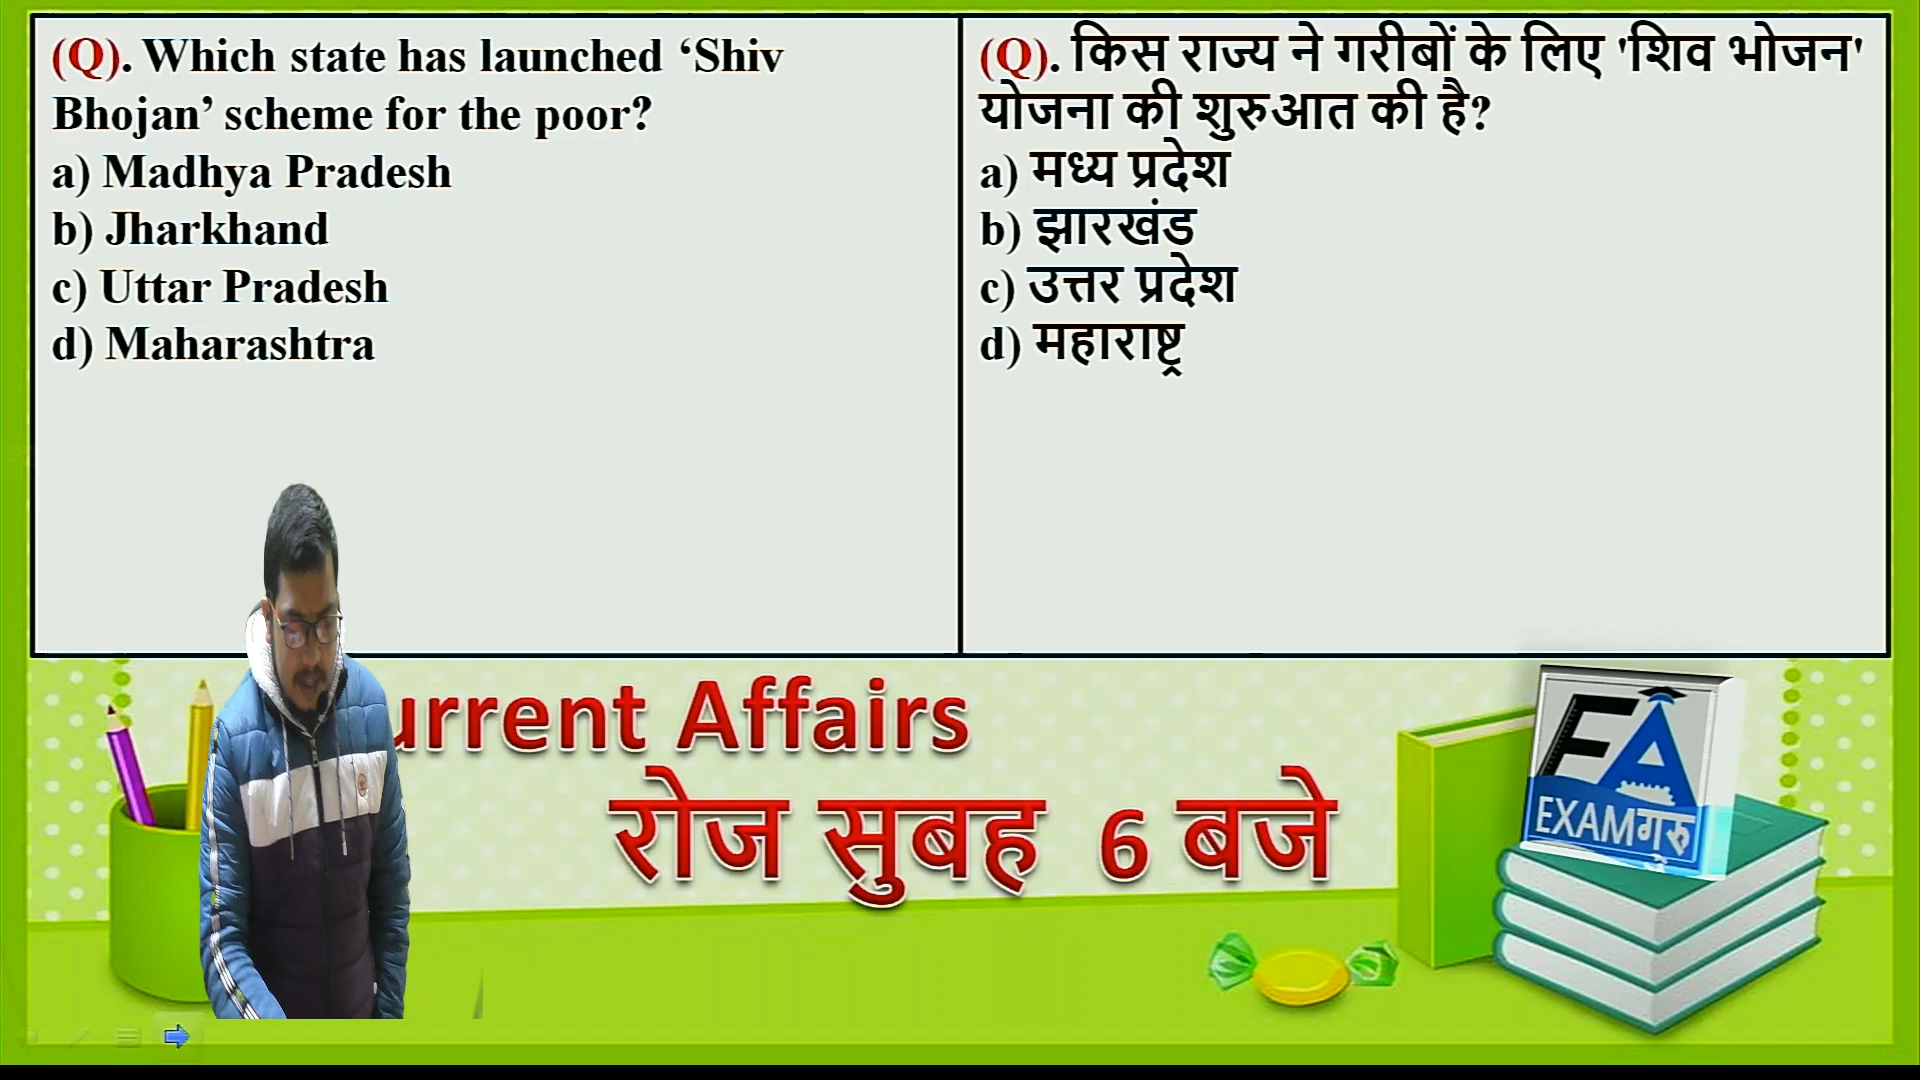 (Q). Which state has launched ‘Shiv
Bhojan’ scheme for the poor?
a) Madhya Pradesh
b) Jharkhand
c) Uttar Pradesh
d) Maharashtra
(Q). किस राज्य ने गरीबों के लिए 'शिव भोजन'
योजना की शुरुआत की है?
a) मध्य प्रदेश
b) झारखंड
c) उत्तर प्रदेश
d) महाराष्ट्र
urrent Affairs
रोज सुबह 6 बजे
EXAMगुरु